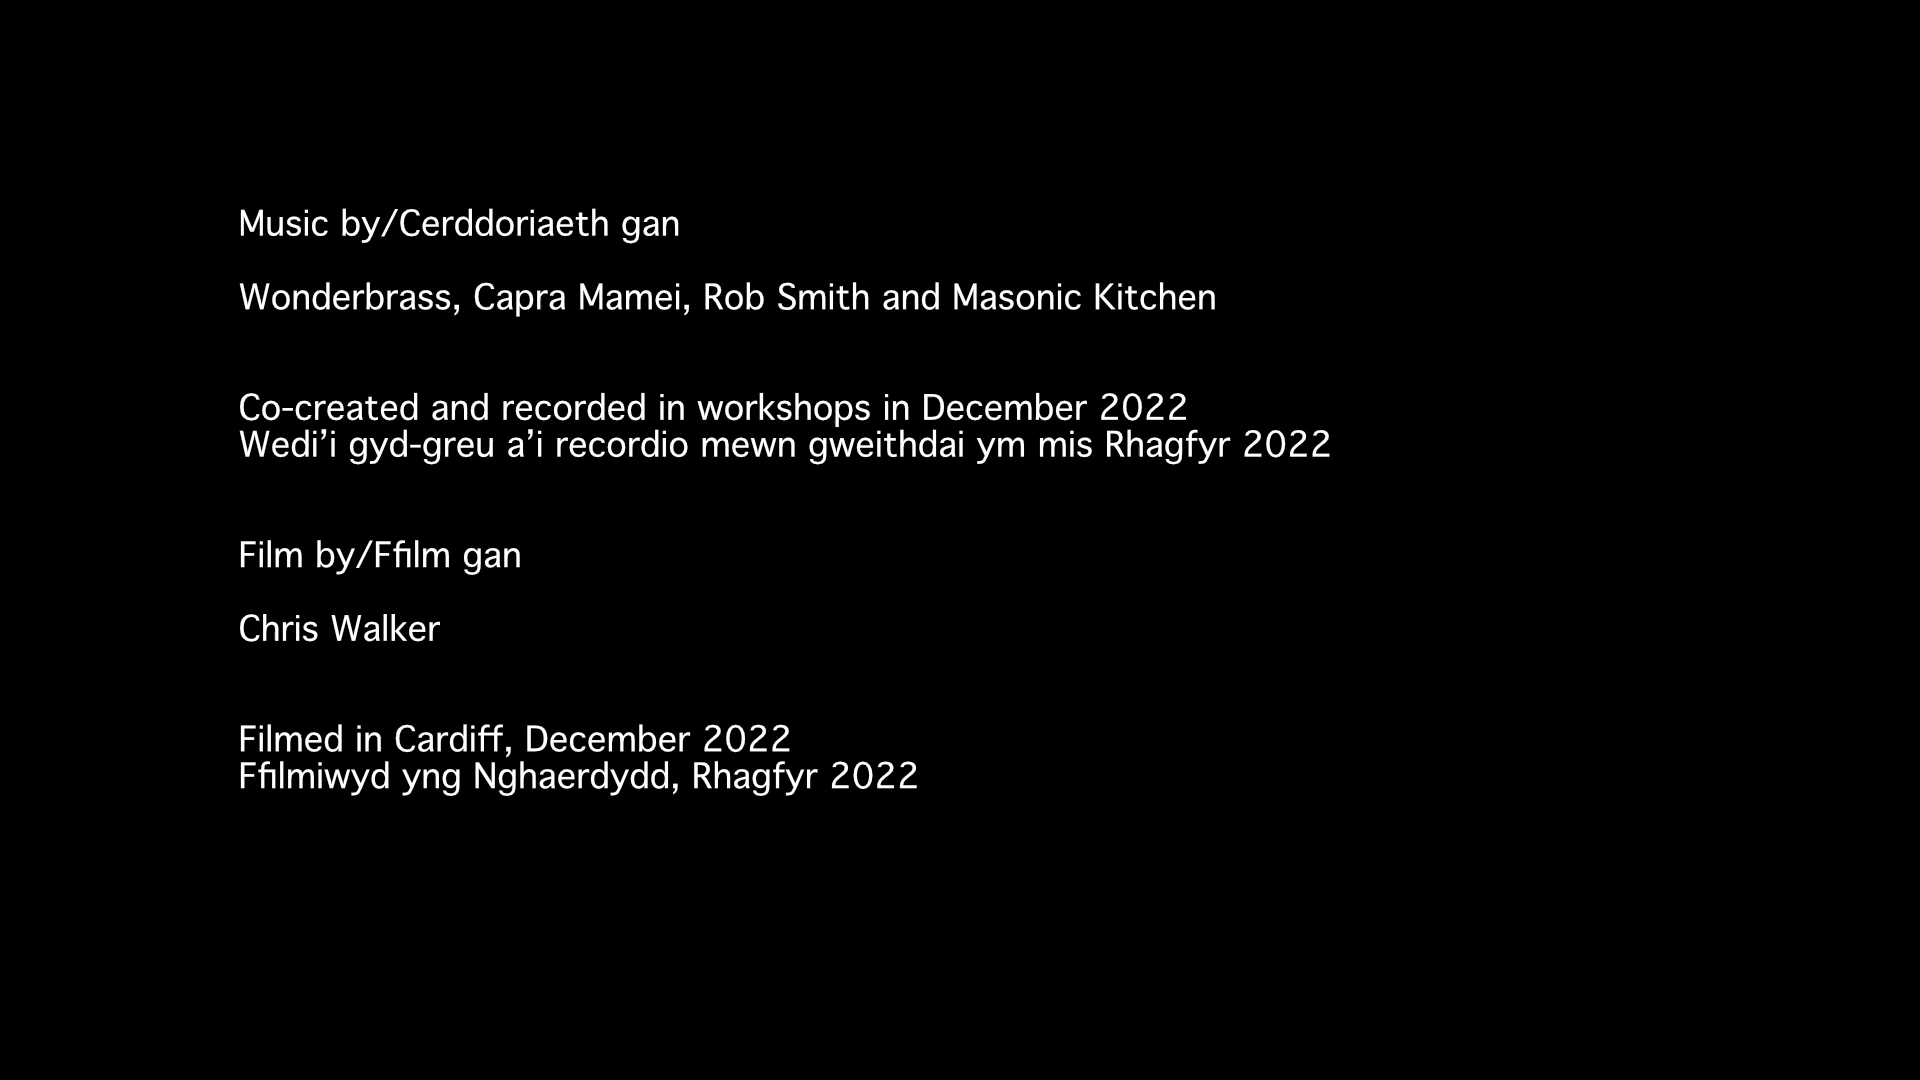 Music by/Cerddoriaeth gan
Wonderbrass, Capra Mamei, Rob Smith and Masonic Kitchen
Co-created and recorded in workshops in December 2022
Wedi’i gyd-greu a’i recordio mewn gweithdai ym mis Rhagfyr 2022
Film by/Ffilm gan
Chris Walker
Filmed in Cardiff, December 2022
Ffilmiwyd yng Nghaerdydd, Rhagfyr 2022